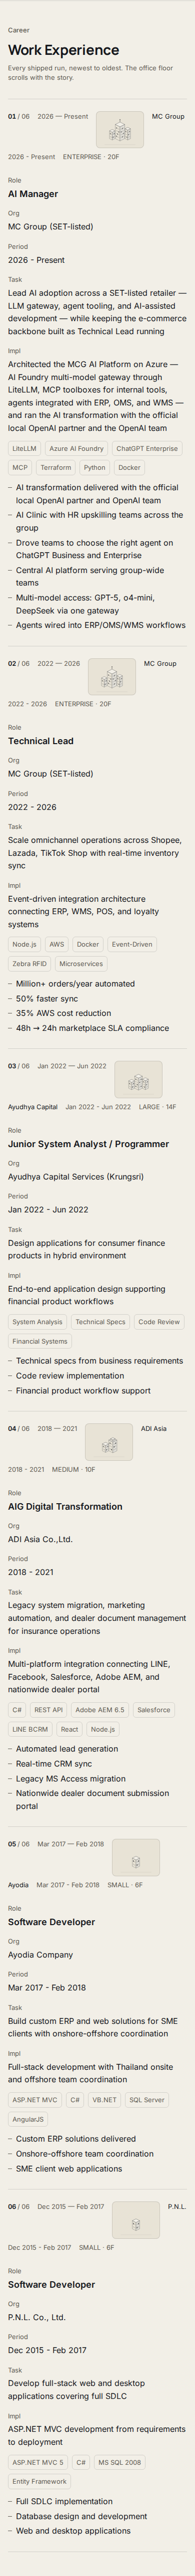 Career
Work Experience
Every shipped run, newest to oldest. The office floor
scrolls with the story.
01 / 06 2026 — Present MC Group
2026 - Present ENTERPRISE · 20F
Role
AI Manager
Org
MC Group (SET-listed)
Period
2026 - Present
Task
Lead AI adoption across a SET-listed retailer —
LLM gateway, agent tooling, and AI-assisted
development — while keeping the e-commerce
backbone built as Technical Lead running
Impl
Architected the MCG AI Platform on Azure —
AI Foundry multi-model gateway through
LiteLLM, MCP toolboxes for internal tools,
agents integrated with ERP, OMS, and WMS —
and ran the AI transformation with the official
local OpenAI partner and the OpenAI team
LiteLLM Azure AI Foundry ChatGPT Enterprise
MCP Terraform Python Docker
– AI transformation delivered with the official
local OpenAI partner and OpenAI team
– AI Clinic with HR upskilling teams across the
group
– Drove teams to choose the right agent on
ChatGPT Business and Enterprise
– Central AI platform serving group-wide
teams
– Multi-model access: GPT-5, o4-mini,
DeepSeek via one gateway
– Agents wired into ERP/OMS/WMS workflows
02 / 06 2022 — 2026 MC Group
2022 - 2026 ENTERPRISE · 20F
Role
Technical Lead
Org
MC Group (SET-listed)
Period
2022 - 2026
Task
Scale omnichannel operations across Shopee,
Lazada, TikTok Shop with real-time inventory
sync
Impl
Event-driven integration architecture
connecting ERP, WMS, POS, and loyalty
systems
Node.js AWS Docker Event-Driven
Zebra RFID Microservices
– Million+ orders/year automated
– 50% faster sync
– 35% AWS cost reduction
– 48h → 24h marketplace SLA compliance
03 / 06 Jan 2022 — Jun 2022
Ayudhya Capital Jan 2022 - Jun 2022 LARGE · 14F
Role
Junior System Analyst / Programmer
Org
Ayudhya Capital Services (Krungsri)
Period
Jan 2022 - Jun 2022
Task
Design applications for consumer finance
products in hybrid environment
Impl
End-to-end application design supporting
financial product workflows
System Analysis Technical Specs Code Review
Financial Systems
– Technical specs from business requirements
– Code review implementation
– Financial product workflow support
04 / 06 2018 — 2021 ADI Asia
2018 - 2021 MEDIUM · 10F
Role
AIG Digital Transformation
Org
ADI Asia Co.,Ltd.
Period
2018 - 2021
Task
Legacy system migration, marketing
automation, and dealer document management
for insurance operations
Impl
Multi-platform integration connecting LINE,
Facebook, Salesforce, Adobe AEM, and
nationwide dealer portal
C# REST API Adobe AEM 6.5 Salesforce
LINE BCRM React Node.js
– Automated lead generation
– Real-time CRM sync
– Legacy MS Access migration
– Nationwide dealer document submission
portal
05 / 06 Mar 2017 — Feb 2018
Ayodia Mar 2017 - Feb 2018 SMALL · 6F
Role
Software Developer
Org
Ayodia Company
Period
Mar 2017 - Feb 2018
Task
Build custom ERP and web solutions for SME
clients with onshore-offshore coordination
Impl
Full-stack development with Thailand onsite
and offshore team coordination
ASP.NET MVC C# VB.NET SQL Server
AngularJS
– Custom ERP solutions delivered
– Onshore-offshore team coordination
– SME client web applications
06 / 06 Dec 2015 — Feb 2017 P.N.L.
Dec 2015 - Feb 2017 SMALL · 6F
Role
Software Developer
Org
P.N.L. Co., Ltd.
Period
Dec 2015 - Feb 2017
Task
Develop full-stack web and desktop
applications covering full SDLC
Impl
ASP.NET MVC development from requirements
to deployment
ASP.NET MVC 5 C# MS SQL 2008
Entity Framework
– Full SDLC implementation
– Database design and development
– Web and desktop applications